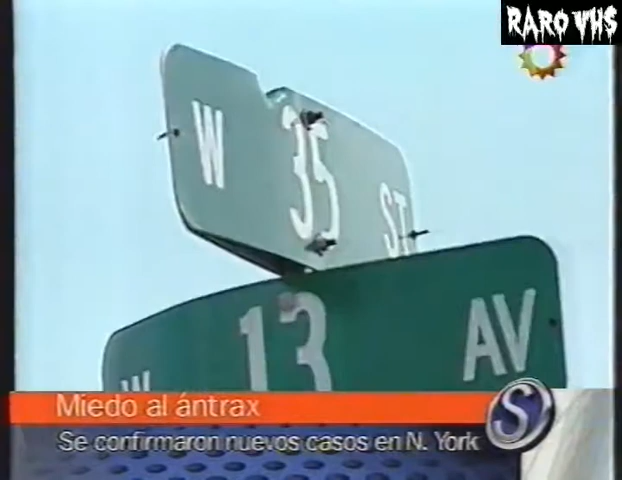 RARO VHS
W 35 ST
W 13 AV
Miedo al ántrax
S
Se confirmaron nuevos casos en N. York